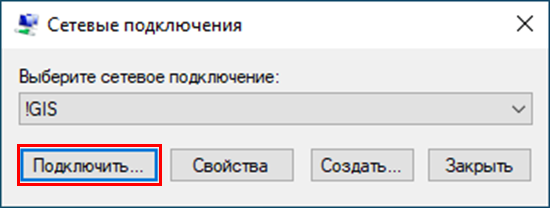 Сетевые подключения
Выберите сетевое подключение:
!GIS
Подключить... Свойства Создать... Закрыть